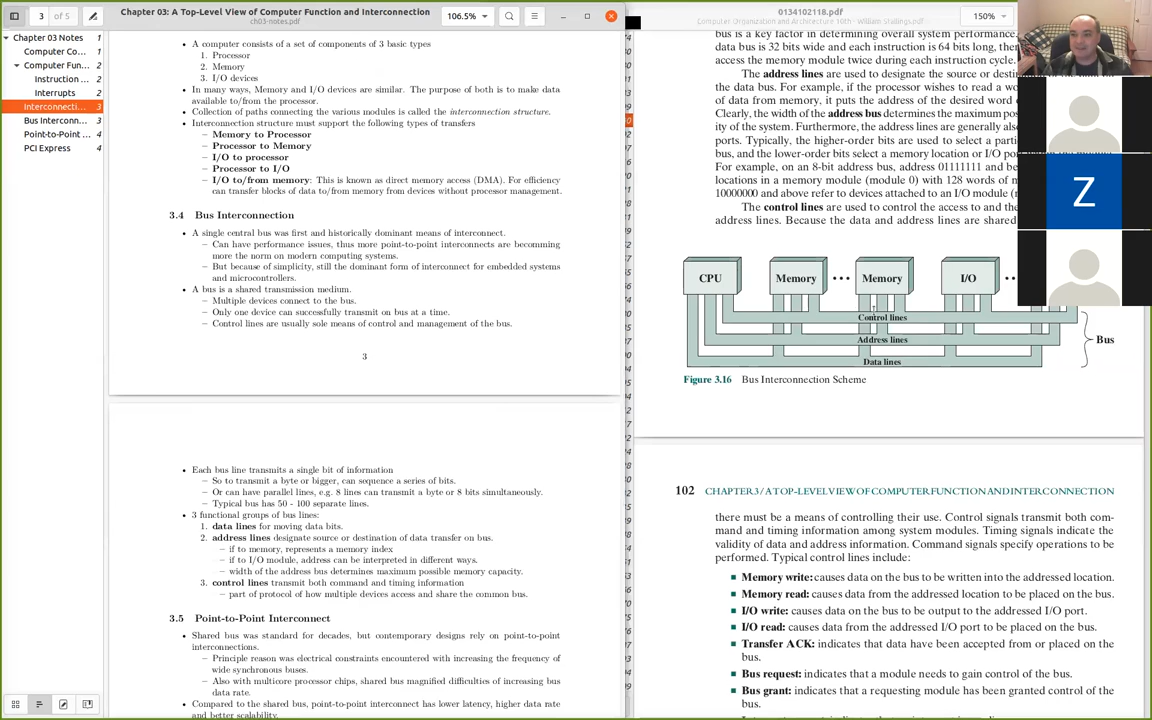 Chapter 03: A Top-Level View of Computer Function and Interconnection
ch03-notes.pdf
3 of 5
106.5%
Chapter 03 Notes 1
Computer Co... 1
Computer Fun... 2
Instruction ... 2
Interrupts 2
Interconnecti... 3
Bus Interconn... 3
Point-to-Point ... 4
PCI Express 4
• A computer consists of a set of components of 3 basic types
1. Processor
2. Memory
3. I/O devices
• In many ways, Memory and I/O devices are similar. The purpose of both is to make data
available to/from the processor.
• Collection of paths connecting the various modules is called the interconnection structure.
• Interconnection structure must support the following types of transfers
– Memory to Processor
– Processor to Memory
– I/O to processor
– Processor to I/O
– I/O to/from memory: This is known as direct memory access (DMA). For efficiency
can transfer blocks of data to/from memory from devices without processor management.
3.4 Bus Interconnection
• A single central bus was first and historically dominant means of interconnect.
– Can have performance issues, thus more point-to-point interconnects are becomming
more the norm on modern computing systems.
– But because of simplicity, still the dominant form of interconnect for embedded systems
and microcontrollers.
• A bus is a shared transmission medium.
– Multiple devices connect to the bus.
– Only one device can successfully transmit on bus at a time.
– Control lines are usually sole means of control and management of the bus.
3
• Each bus line transmits a single bit of information
– So to transmit a byte or bigger, can sequence a series of bits.
– Or can have parallel lines, e.g. 8 lines can transmit a byte or 8 bits simultaneously.
– Typical bus has 50 - 100 separate lines.
• 3 functional groups of bus lines:
1. data lines for moving data bits.
2. address lines designate source or destination of data transfer on bus.
– if to memory, represents a memory index
– if to I/O module, address can be interpreted in different ways.
– width of the address bus determines maximum possible memory capacity.
3. control lines transmit both command and timing information
– part of protocol of how multiple devices access and share the common bus.
3.5 Point-to-Point Interconnect
• Shared bus was standard for decades, but contemporary designs rely on point-to-point
interconnections.
– Principle reason was electrical constraints encountered with increasing the frequency of
wide synchronous buses.
– Also with multicore processor chips, shared bus magnified difficulties of increasing bus
data rate.
• Compared to the shared bus, point-to-point interconnect has lower latency, higher data rate
and better scalability.
0134102118.pdf
Computer Organization and Architecture 10th - William Stallings.pdf
150%
bus is a key factor in determining overall system performance.
data bus is 32 bits wide and each instruction is 64 bits long, then
access the memory module twice during each instruction cycle.
The address lines are used to designate the source or
the data bus. For example, if the processor wishes to read a
of data from memory, it puts the address of the desired word
Clearly, the width of the address bus determines the maximum
ity of the system. Furthermore, the address lines are generally
ports. Typically, the higher-order bits are used to select a
bus, and the lower-order bits select a memory location or I/O
For example, on an 8-bit address bus, address 01111111 and
locations in a memory module (module 0) with 128 words of
10000000 and above refer to devices attached to an I/O module
The control lines are used to control the access to and the
address lines. Because the data and address lines are shared
CPU Memory ••• Memory I/O •••
Control lines
Address lines
Data lines
Bus
Figure 3.16 Bus Interconnection Scheme
Z
102 CHAPTER 3 / A TOP-LEVEL VIEW OF COMPUTER FUNCTION AND INTERCONNECTION
there must be a means of controlling their use. Control signals transmit both com-
mand and timing information among system modules. Timing signals indicate the
validity of data and address information. Command signals specify operations to be
performed. Typical control lines include:
■ Memory write: causes data on the bus to be written into the addressed location.
■ Memory read: causes data from the addressed location to be placed on the bus.
■ I/O write: causes data on the bus to be output to the addressed I/O port.
■ I/O read: causes data from the addressed I/O port to be placed on the bus.
■ Transfer ACK: indicates that data have been accepted from or placed on the
bus.
■ Bus request: indicates that a module needs to gain control of the bus.
■ Bus grant: indicates that a requesting module has been granted control of the
bus.